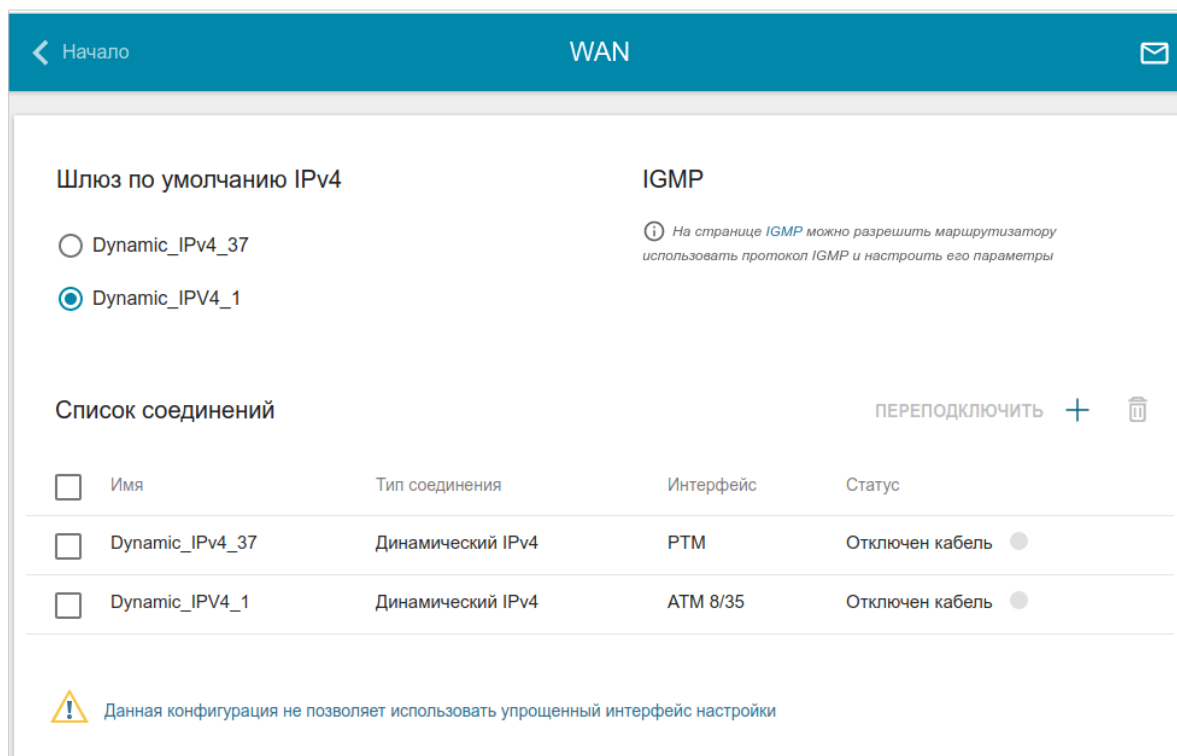 Начало
WAN
Шлюз по умолчанию IPv4
Dynamic_IPv4_37
Dynamic_IPV4_1
IGMP
На странице IGMP можно разрешить маршрутизатору
использовать протокол IGMP и настроить его параметры
Список соединений
ПЕРЕПОДКЛЮЧИТЬ
Имя Тип соединения Интерфейс Статус
Dynamic_IPv4_37 Динамический IPv4 PTM Отключен кабель
Dynamic_IPV4_1 Динамический IPv4 ATM 8/35 Отключен кабель
Данная конфигурация не позволяет использовать упрощенный интерфейс настройки